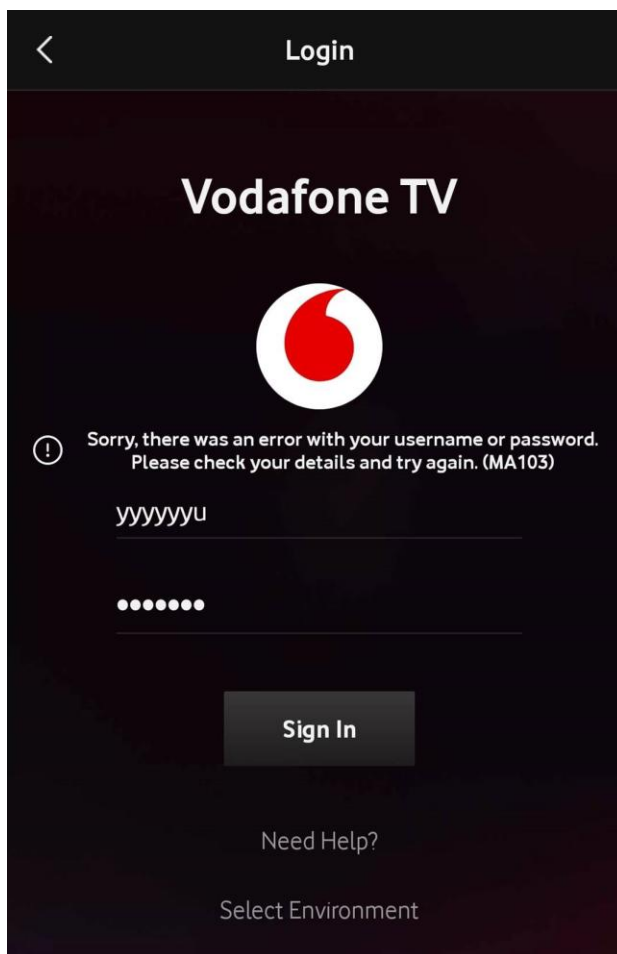 Login
Vodafone TV
Sorry, there was an error with your username or password.
Please check your details and try again. (MA103)
yyyyyyu
•••••••
Sign In
Need Help?
Select Environment